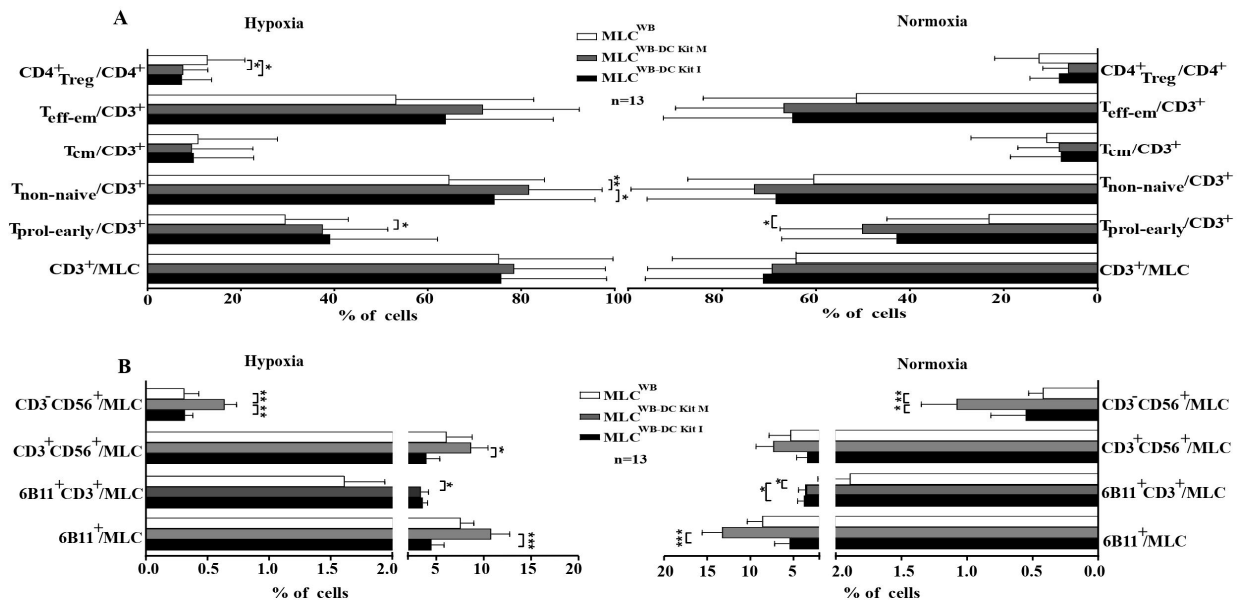 A
Hypoxia
Normoxia
MLC^WB
MLC^WB-DC Kit M
MLC^WB-DC Kit I
n=13
CD4⁺Treg/CD4⁺
Teff-em/CD3⁺
Tcm/CD3⁺
Tnon-naive/CD3⁺
Tprol-early/CD3⁺
CD3⁺/MLC
* *
**
*
*
0 20 40 60 80 100
% of cells
CD4⁺Treg/CD4⁺
Teff-em/CD3⁺
Tcm/CD3⁺
Tnon-naive/CD3⁺
Tprol-early/CD3⁺
CD3⁺/MLC
*
80 60 40 20 0
% of cells
B
Hypoxia
Normoxia
MLC^WB
MLC^WB-DC Kit M
MLC^WB-DC Kit I
n=13
CD3⁻CD56⁺/MLC
CD3⁺CD56⁺/MLC
6B11⁺CD3⁺/MLC
6B11⁺/MLC
**
**
*
*
***
0.0 0.5 1.0 1.5 2.0 5 10 15 20
% of cells
CD3⁻CD56⁺/MLC
CD3⁺CD56⁺/MLC
6B11⁺CD3⁺/MLC
6B11⁺/MLC
**
*
* *
***
20 15 10 5 2.0 1.5 1.0 0.5 0.0
% of cells